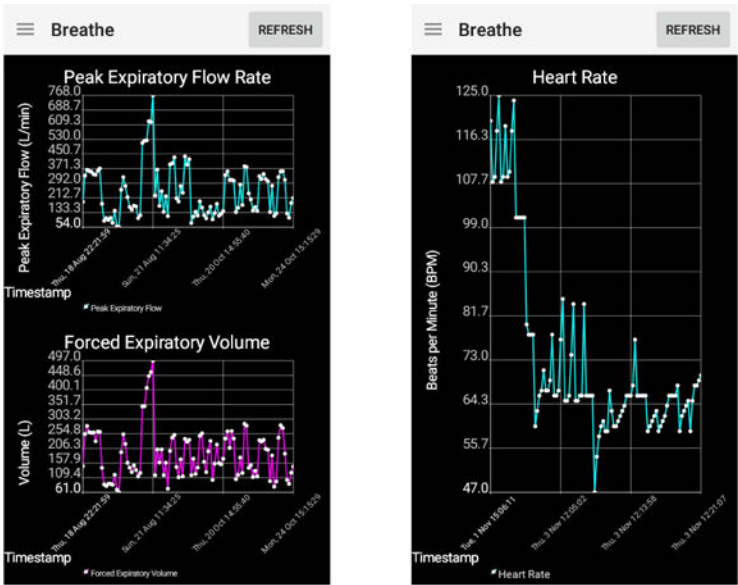 Breathe
REFRESH
Peak Expiratory Flow Rate
768.0
688.7
609.3
530.0
450.7
371.3
292.0
212.7
133.3
54.0
Peak Expiratory Flow (L/min)
Thu, 18 Aug 22:21:59
Sun, 21 Aug 11:34:25
Thu, 20 Oct 14:55:40
Mon, 24 Oct 15:15:29
Timestamp
Peak Expiratory Flow
Forced Expiratory Volume
497.0
448.6
400.1
351.7
303.2
254.8
206.3
157.9
109.4
61.0
Volume (L)
Thu, 18 Aug 22:21:59
Sun, 21 Aug 11:34:25
Thu, 20 Oct 14:55:40
Mon, 24 Oct 15:15:29
Timestamp
Forced Expiratory Volume
Breathe
REFRESH
Heart Rate
125.0
116.3
107.7
99.0
90.3
81.7
73.0
64.3
55.7
47.0
Beats per Minute (BPM)
Tue, 1 Nov 15:06:11
Thu, 3 Nov 12:05:02
Thu, 3 Nov 12:13:58
Thu, 3 Nov 12:21:07
Timestamp
Heart Rate